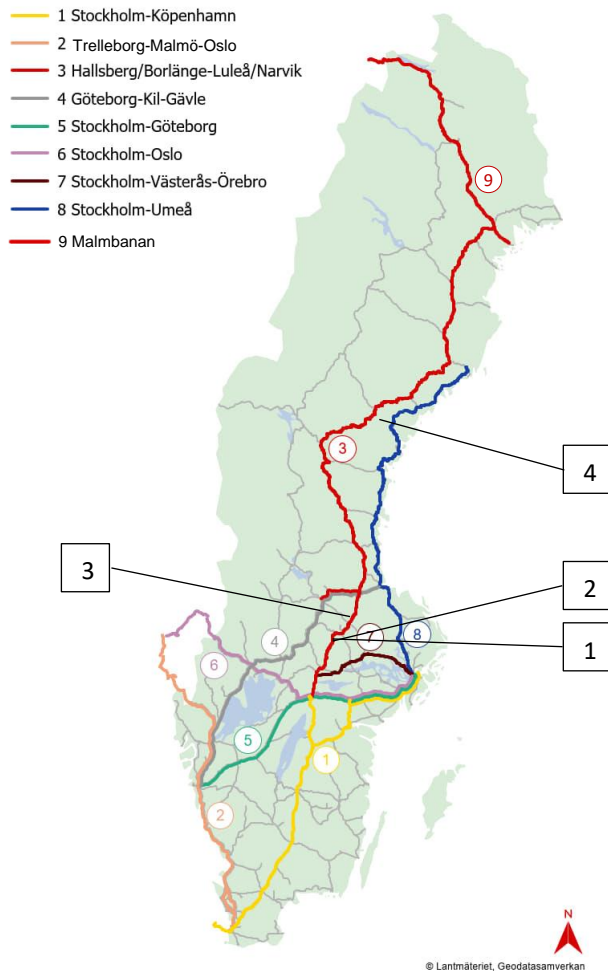 1 Stockholm-Köpenhamn
2 Trelleborg-Malmö-Oslo
3 Hallsberg/Borlänge-Luleå/Narvik
4 Göteborg-Kil-Gävle
5 Stockholm-Göteborg
6 Stockholm-Oslo
7 Stockholm-Västerås-Örebro
8 Stockholm-Umeå
9 Malmbanan
9
3
4
3
2
7
8
4
1
6
5
1
2
N
© Lantmäteriet, Geodatasamverkan